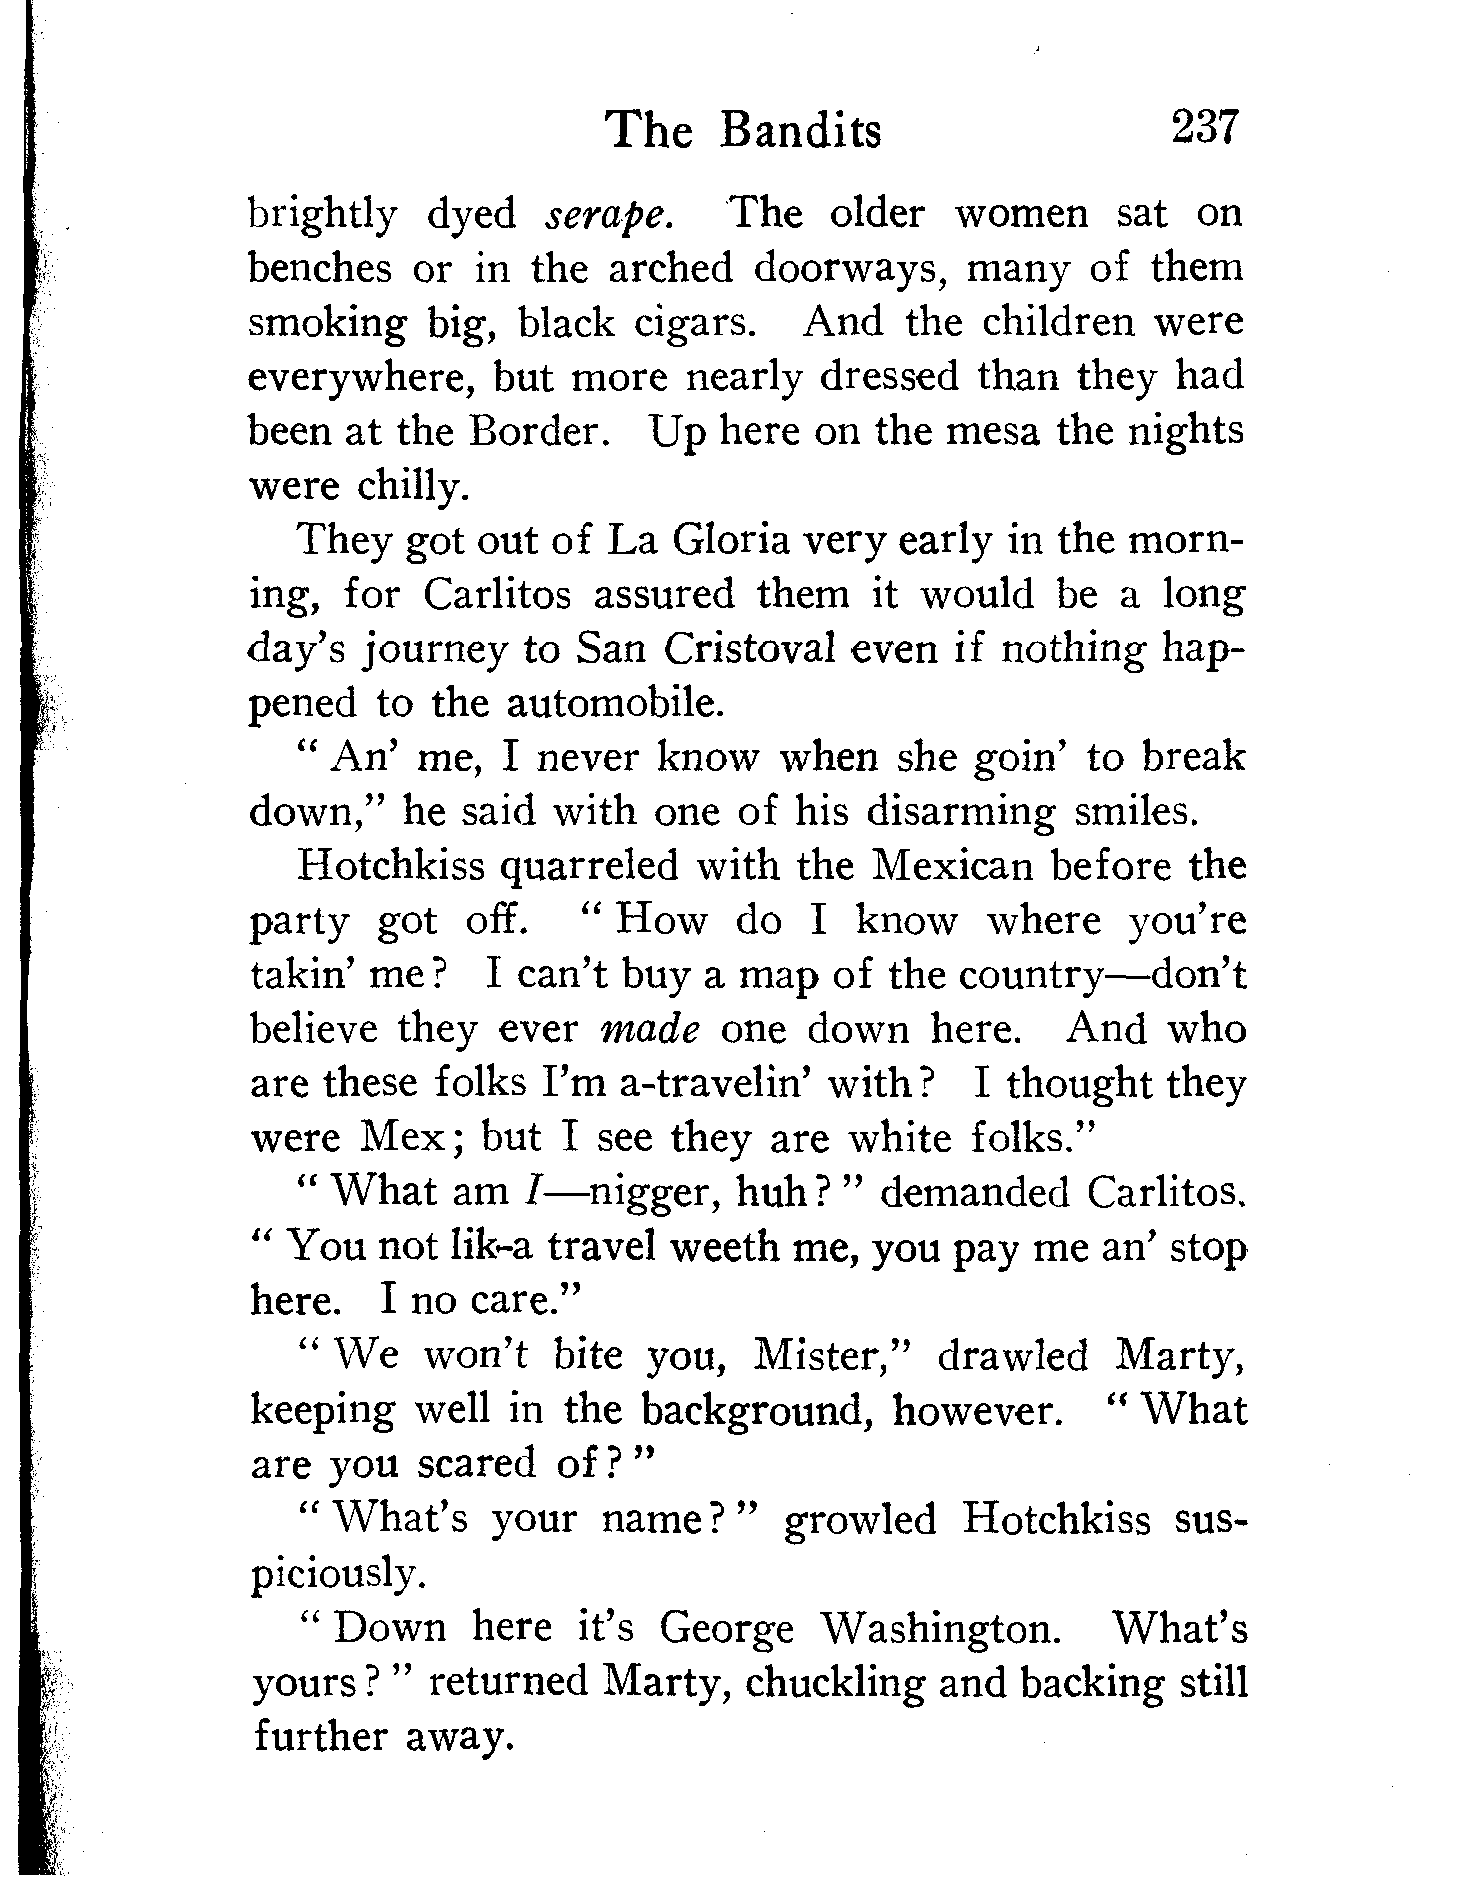 The Bandits 237
brightly dyed serape. The older women sat on
benches or in the arched doorways, many of them
smoking big, black cigars. And the children were
everywhere, but more nearly dressed than they had
been at the Border. Up here on the mesa the nights
were chilly.
They got out of La Gloria very early in the morn-
ing, for Carlitos assured them it would be a long
day's journey to San Cristoval even if nothing hap-
pened to the automobile.
" An' me, I never know when she goin' to break
down," he said with one of his disarming smiles.
Hotchkiss quarreled with the Mexican before the
party got off. " How do I know where you're
takin' me? I can't buy a map of the country—don't
believe they ever made one down here. And who
are these folks I'm a-travelin' with? I thought they
were Mex; but I see they are white folks."
" What am I—nigger, huh? " demanded Carlitos.
" You not lik-a travel weeth me, you pay me an' stop
here. I no care."
" We won't bite you, Mister," drawled Marty,
keeping well in the background, however. " What
are you scared of? "
" What's your name? " growled Hotchkiss sus-
piciously.
" Down here it's George Washington. What's
yours? " returned Marty, chuckling and backing still
further away.